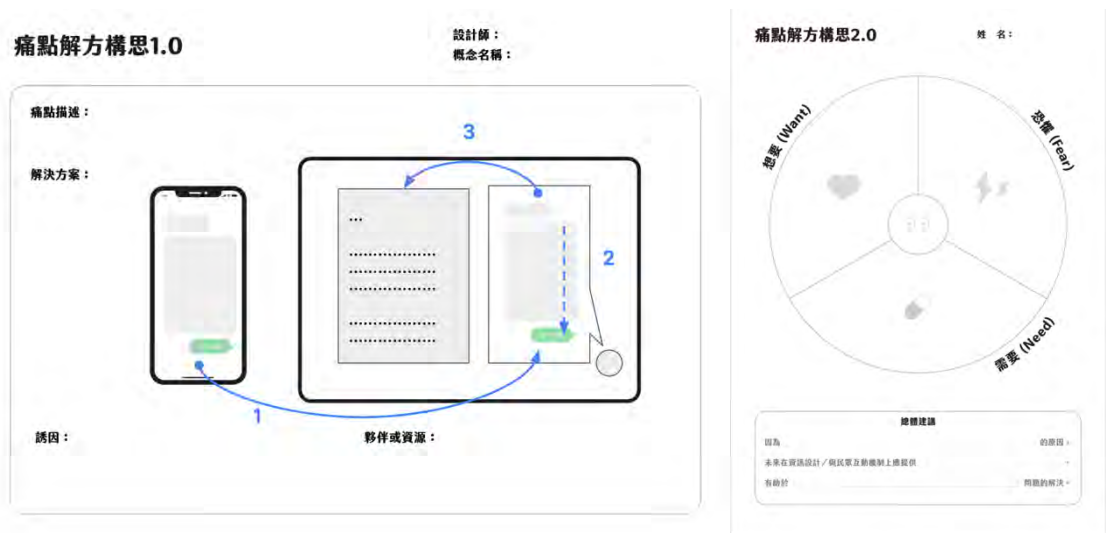 痛點解方構思1.0
設計師：
概念名稱：
痛點描述：
解決方案：
3
2
1
誘因：
夥伴或資源：
痛點解方構思2.0
姓 名：
想要 (Want)
恐懼 (Fear)
需要 (Need)
總體建議
因為 的原因，
未來在資訊設計／與民眾互動機制上應提供 。
有助於 問題的解決。